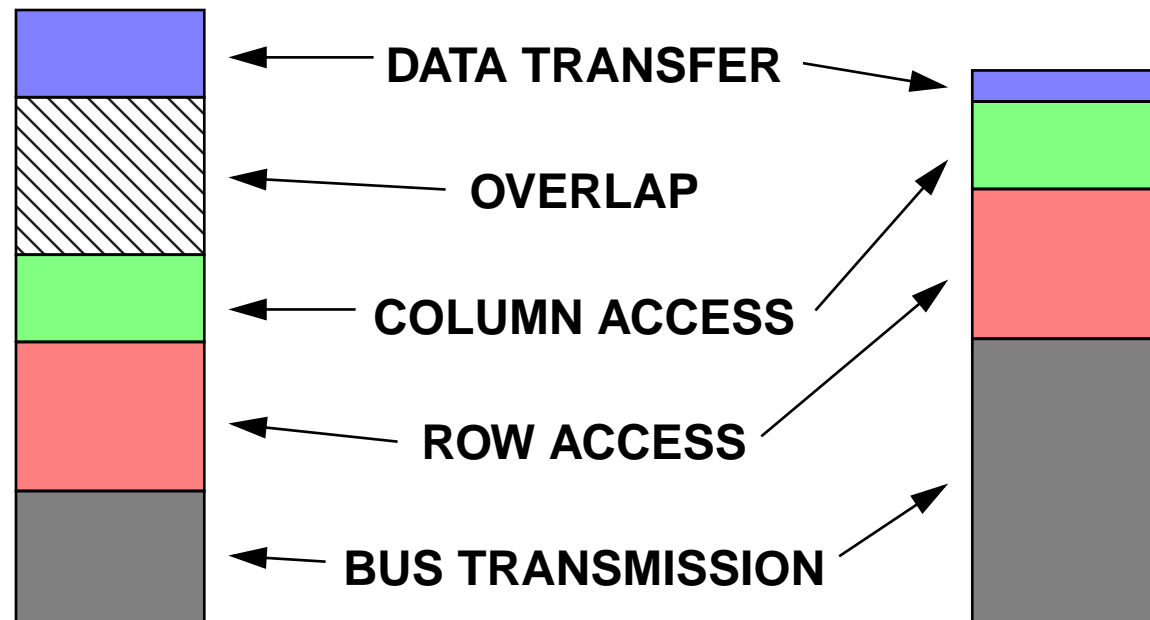 DATA TRANSFER
OVERLAP
COLUMN ACCESS
ROW ACCESS
BUS TRANSMISSION